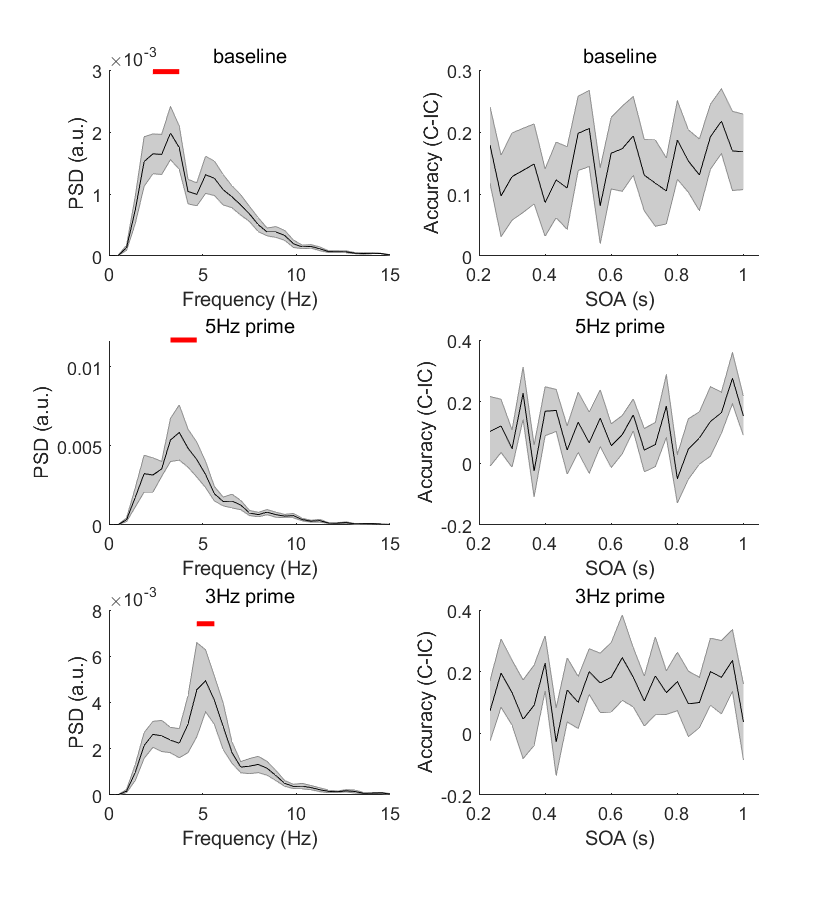 ×10^-3
baseline
PSD (a.u.)
3
2
1
0
0 5 10 15
Frequency (Hz)
baseline
Accuracy (C-IC)
0.3
0.2
0.1
0
0.2 0.4 0.6 0.8 1
SOA (s)
5Hz prime
PSD (a.u.)
0.01
0.005
0
0 5 10 15
Frequency (Hz)
5Hz prime
Accuracy (C-IC)
0.4
0.2
0
-0.2
0.2 0.4 0.6 0.8 1
SOA (s)
×10^-3
3Hz prime
PSD (a.u.)
8
6
4
2
0
0 5 10 15
Frequency (Hz)
3Hz prime
Accuracy (C-IC)
0.4
0.2
0
-0.2
0.2 0.4 0.6 0.8 1
SOA (s)